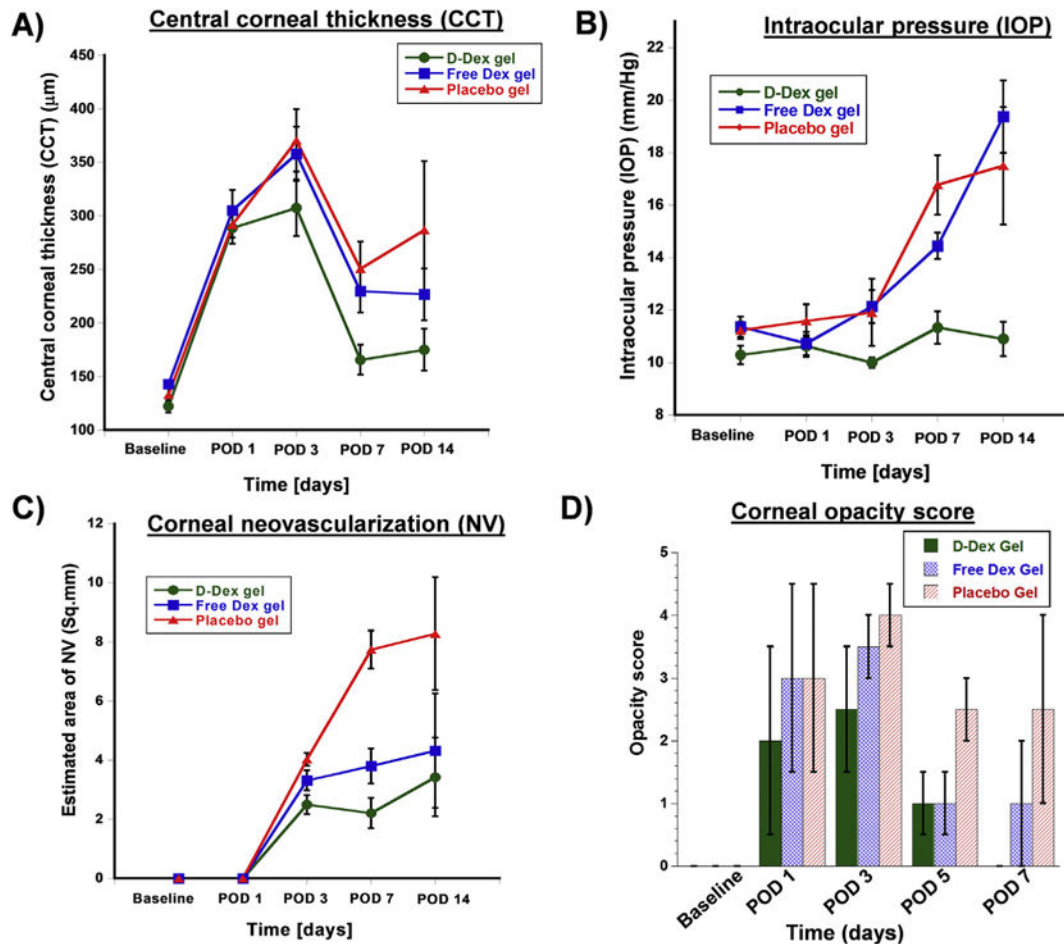 A)
Central corneal thickness (CCT)
D-Dex gel
Free Dex gel
Placebo gel
Central corneal thickness (CCT) (μm)
450
400
350
300
250
200
150
100
Baseline POD 1 POD 3 POD 7 POD 14
Time [days]
B)
Intraocular pressure (IOP)
D-Dex gel
Free Dex gel
Placebo gel
Intraocular pressure (IOP) (mm/Hg)
22
20
18
16
14
12
10
8
Baseline POD 1 POD 3 POD 7 POD 14
Time [days]
C)
Corneal neovascularization (NV)
D-Dex gel
Free Dex gel
Placebo gel
Estimated area of NV (Sq.mm)
12
10
8
6
4
2
0
Baseline POD 1 POD 3 POD 7 POD 14
Time [days]
D)
Corneal opacity score
D-Dex Gel
Free Dex Gel
Placebo Gel
Opacity score
5
4
3
2
1
0
Baseline POD 1 POD 3 POD 5 POD 7
Time (days)